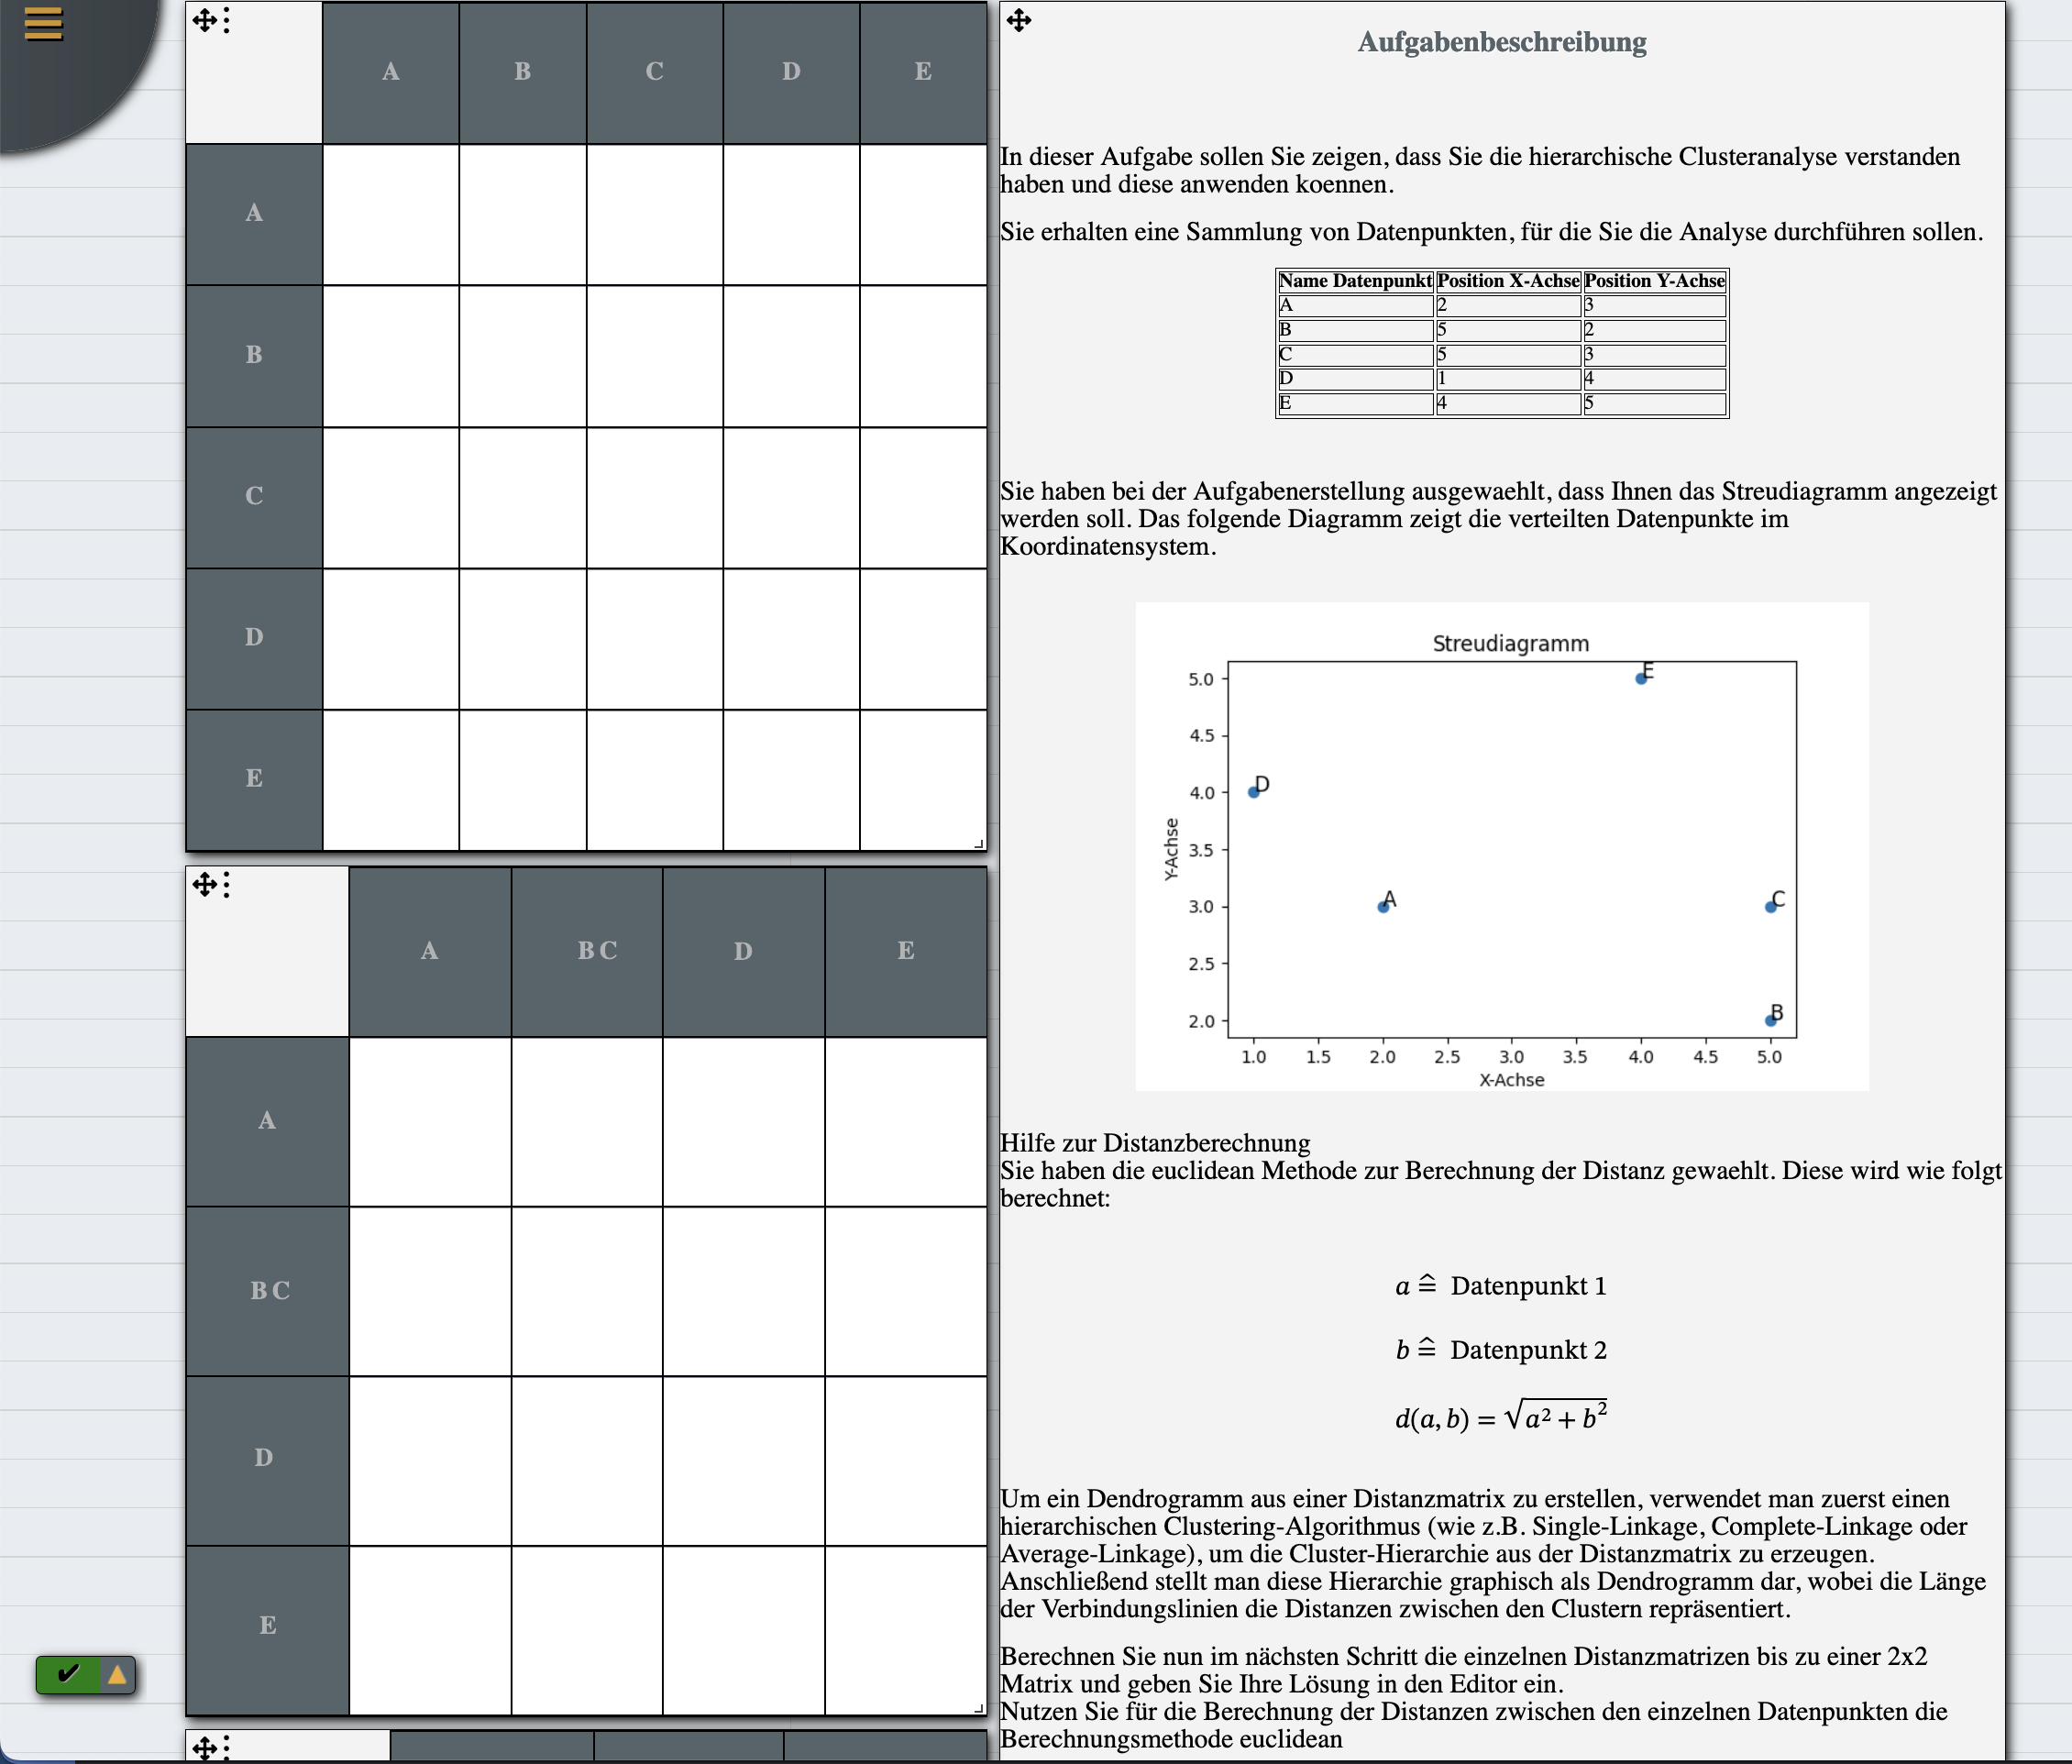 A B C D E
A
B
C
D
E
A B C D E
A
B C
D
E
Aufgabenbeschreibung
In dieser Aufgabe sollen Sie zeigen, dass Sie die hierarchische Clusteranalyse verstanden
haben und diese anwenden koennen.
Sie erhalten eine Sammlung von Datenpunkten, für die Sie die Analyse durchführen sollen.
Name Datenpunkt Position X-Achse Position Y-Achse
A 2 3
B 5 2
C 5 3
D 1 4
E 4 5
Sie haben bei der Aufgabenerstellung ausgewaehlt, dass Ihnen das Streudiagramm angezeigt
werden soll. Das folgende Diagramm zeigt die verteilten Datenpunkte im
Koordinatensystem.
Streudiagramm
E
5.0
4.5
D
4.0
Y-Achse
3.5
A C
3.0
2.5
B
2.0
1.0 1.5 2.0 2.5 3.0 3.5 4.0 4.5 5.0
X-Achse
Hilfe zur Distanzberechnung
Sie haben die euclidean Methode zur Berechnung der Distanz gewaehlt. Diese wird wie folgt
berechnet:
a ≙ Datenpunkt 1
b ≙ Datenpunkt 2
d(a, b) = √a² + b²
Um ein Dendrogramm aus einer Distanzmatrix zu erstellen, verwendet man zuerst einen
hierarchischen Clustering-Algorithmus (wie z.B. Single-Linkage, Complete-Linkage oder
Average-Linkage), um die Cluster-Hierarchie aus der Distanzmatrix zu erzeugen.
Anschließend stellt man diese Hierarchie graphisch als Dendrogramm dar, wobei die Länge
der Verbindungslinien die Distanzen zwischen den Clustern repräsentiert.
Berechnen Sie nun im nächsten Schritt die einzelnen Distanzmatrizen bis zu einer 2x2
Matrix und geben Sie Ihre Lösung in den Editor ein.
Nutzen Sie für die Berechnung der Distanzen zwischen den einzelnen Datenpunkten die
Berechnungsmethode euclidean